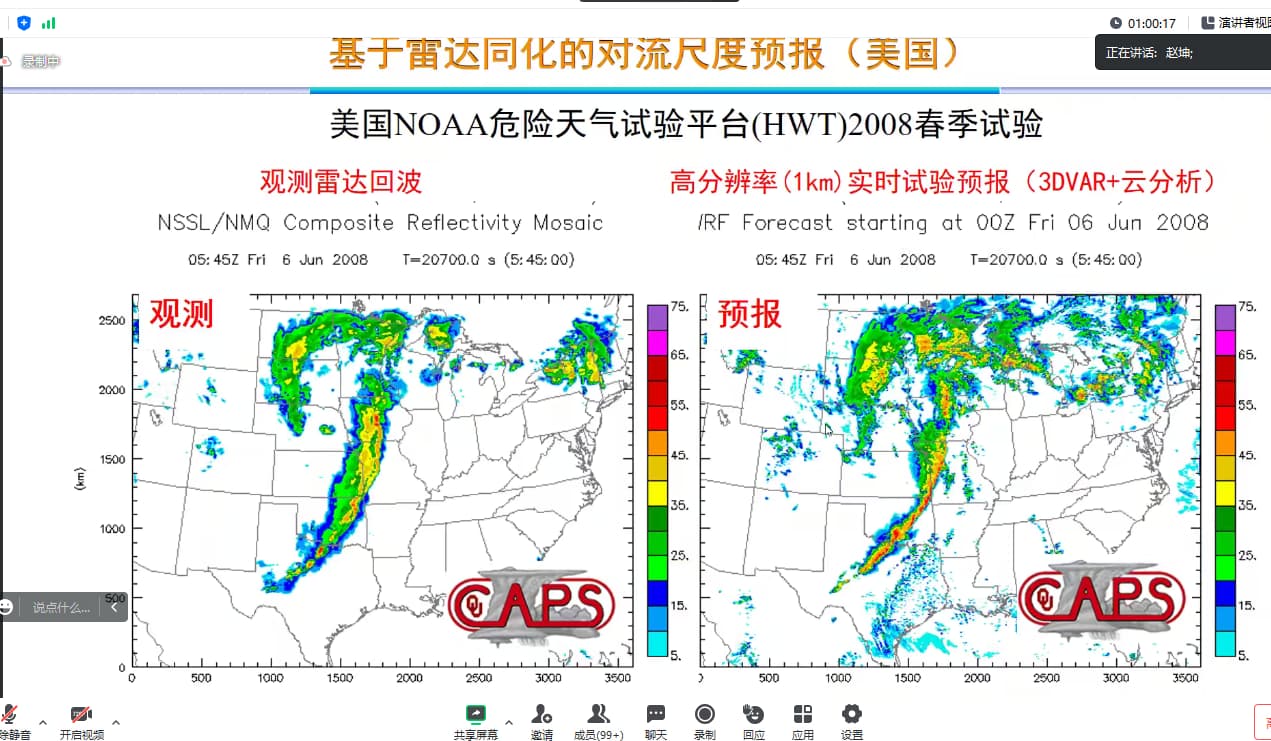 01:00:17 演讲者视图
录制中
基于雷达同化的对流尺度预报（美国）
正在讲话: 赵坤;
美国NOAA危险天气试验平台(HWT)2008春季试验
观测雷达回波
高分辨率(1km)实时试验预报（3DVAR+云分析）
NSSL/NMQ Composite Reflectivity Mosaic
RF Forecast starting at 00Z Fri 06 Jun 2008
05:45Z Fri 6 Jun 2008 T=20700.0 s (5:45:00)
05:45Z Fri 6 Jun 2008 T=20700.0 s (5:45:00)
观测
预报
2500
2000
1500
1000
500
0
(km)
0 500 1000 1500 2000 2500 3000 3500
75.
65.
55.
45.
35.
25.
15.
5.
500 1000 1500 2000 2500 3000 3500
75.
65.
55.
45.
35.
25.
15.
5.
OU CAPS
OU CAPS
说点什么...
除静音
开启视频
共享屏幕
邀请
成员(99+)
聊天
录制
回应
应用
设置